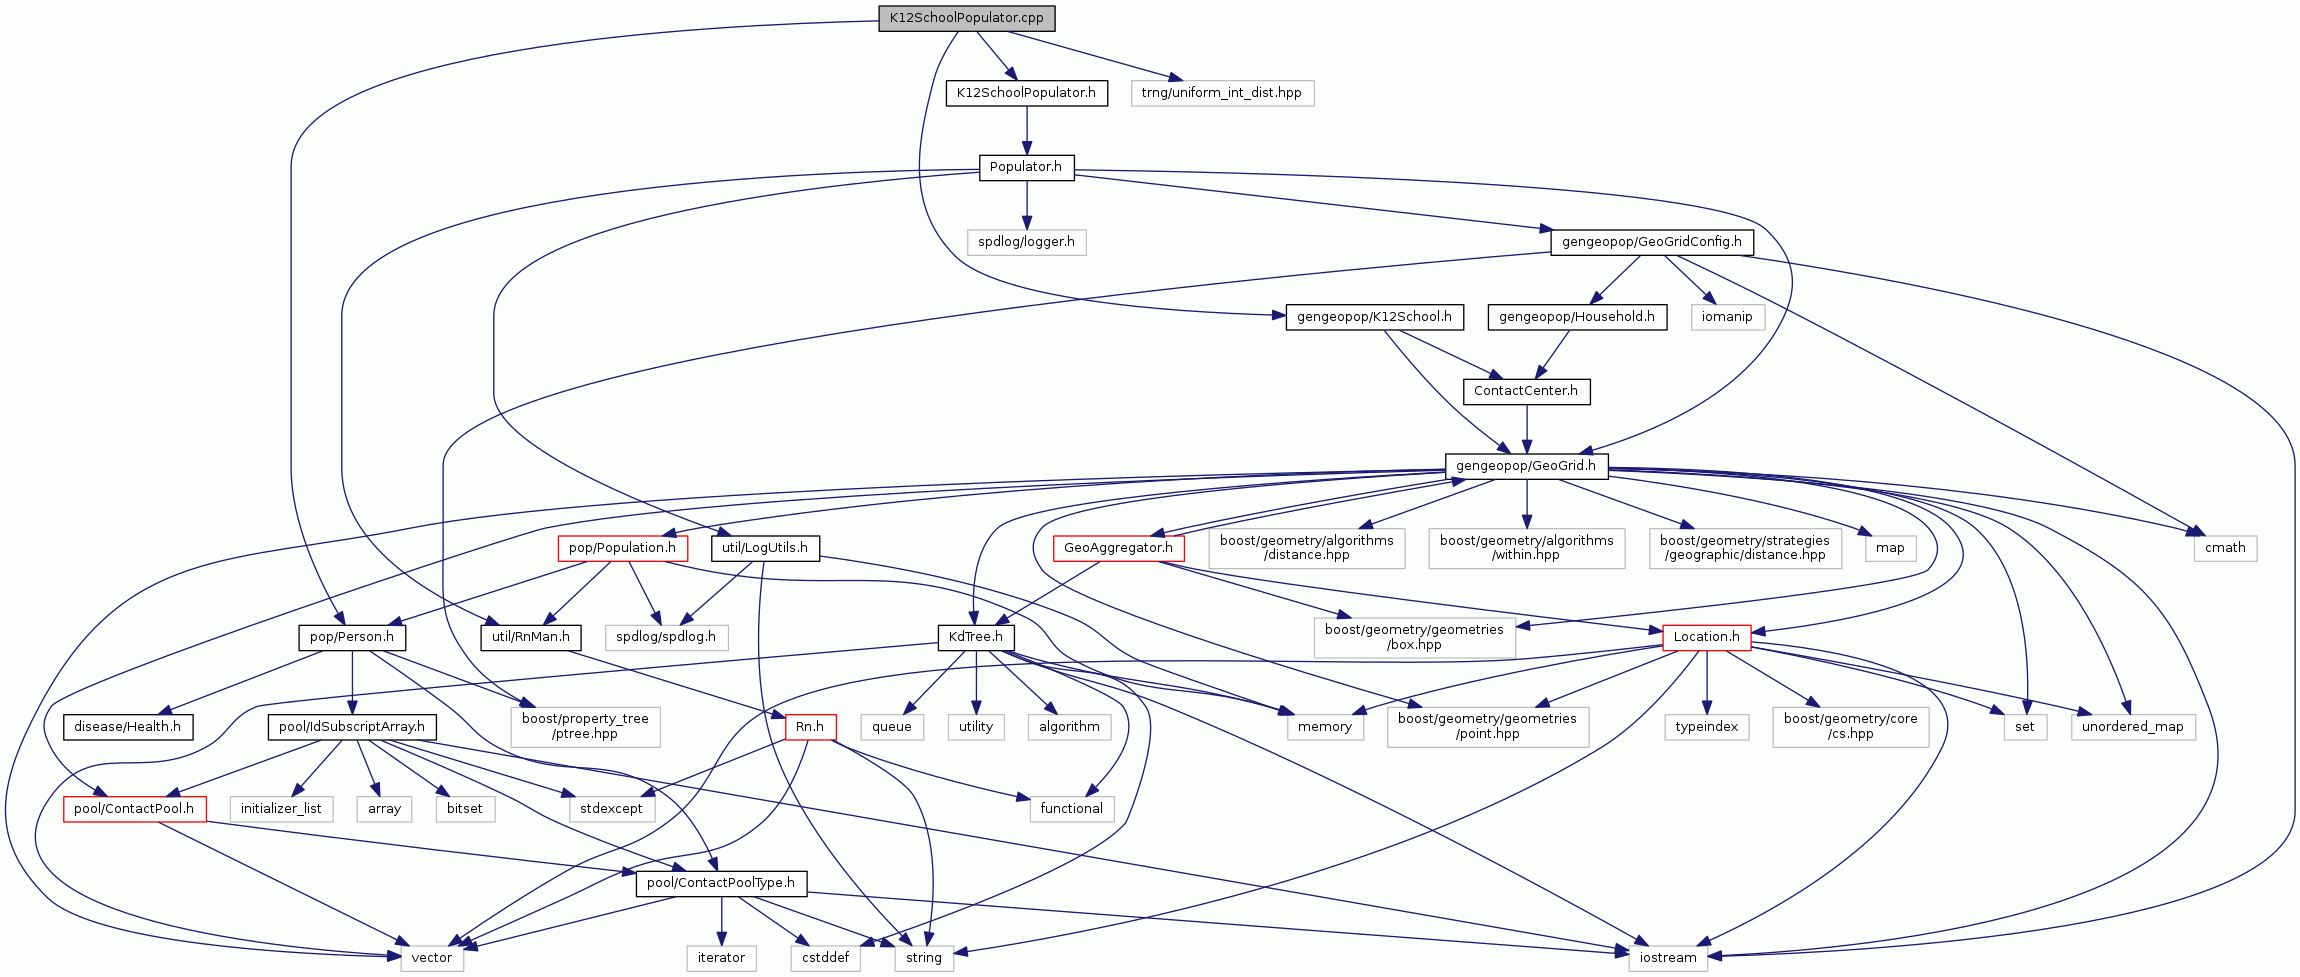 K12SchoolPopulator.cpp
K12SchoolPopulator.h
trng/uniform_int_dist.hpp
Populator.h
spdlog/logger.h
gengeopop/GeoGridConfig.h
gengeopop/K12School.h
gengeopop/Household.h
iomanip
ContactCenter.h
gengeopop/GeoGrid.h
pop/Population.h
util/LogUtils.h
GeoAggregator.h
boost/geometry/algorithms
/distance.hpp
boost/geometry/algorithms
/within.hpp
boost/geometry/strategies
/geographic/distance.hpp
map
cmath
pop/Person.h
util/RnMan.h
spdlog/spdlog.h
KdTree.h
boost/geometry/geometries
/box.hpp
Location.h
disease/Health.h
pool/IdSubscriptArray.h
boost/property_tree
/ptree.hpp
Rn.h
queue
utility
algorithm
memory
boost/geometry/geometries
/point.hpp
typeindex
boost/geometry/core
/cs.hpp
set
unordered_map
pool/ContactPool.h
initializer_list
array
bitset
stdexcept
functional
pool/ContactPoolType.h
vector
iterator
cstddef
string
iostream